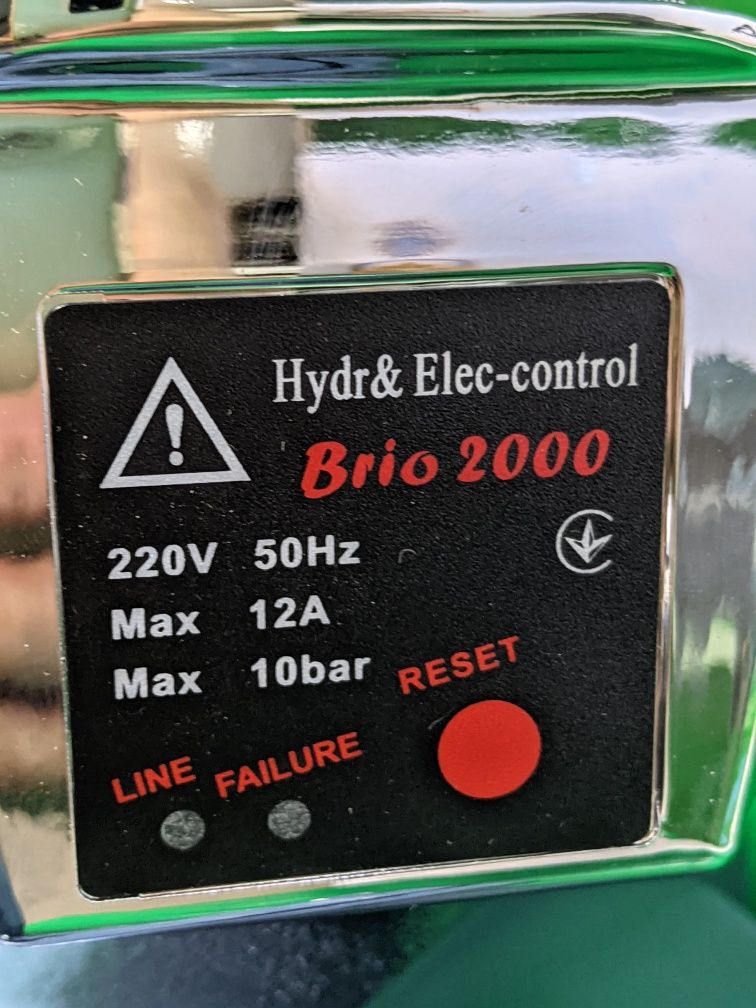 Hydr& Elec-control
Brio 2000
220V 50Hz
Max 12A
Max 10bar
RESET
LINE FAILURE